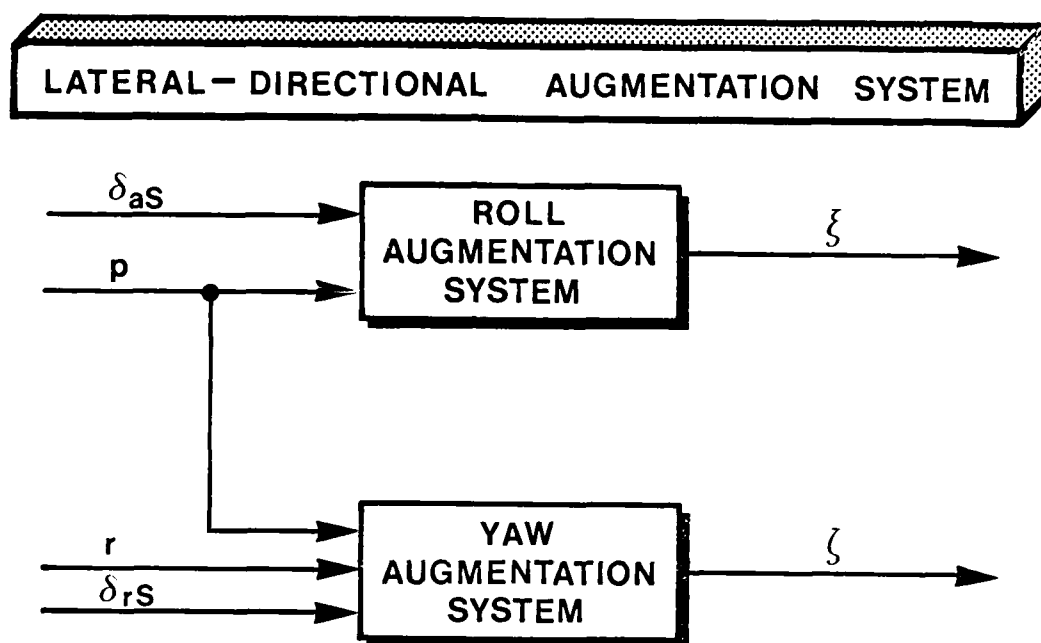 LATERAL-DIRECTIONAL AUGMENTATION SYSTEM
δaS
p
ROLL
AUGMENTATION
SYSTEM
ξ
r
δrS
YAW
AUGMENTATION
SYSTEM
ζ